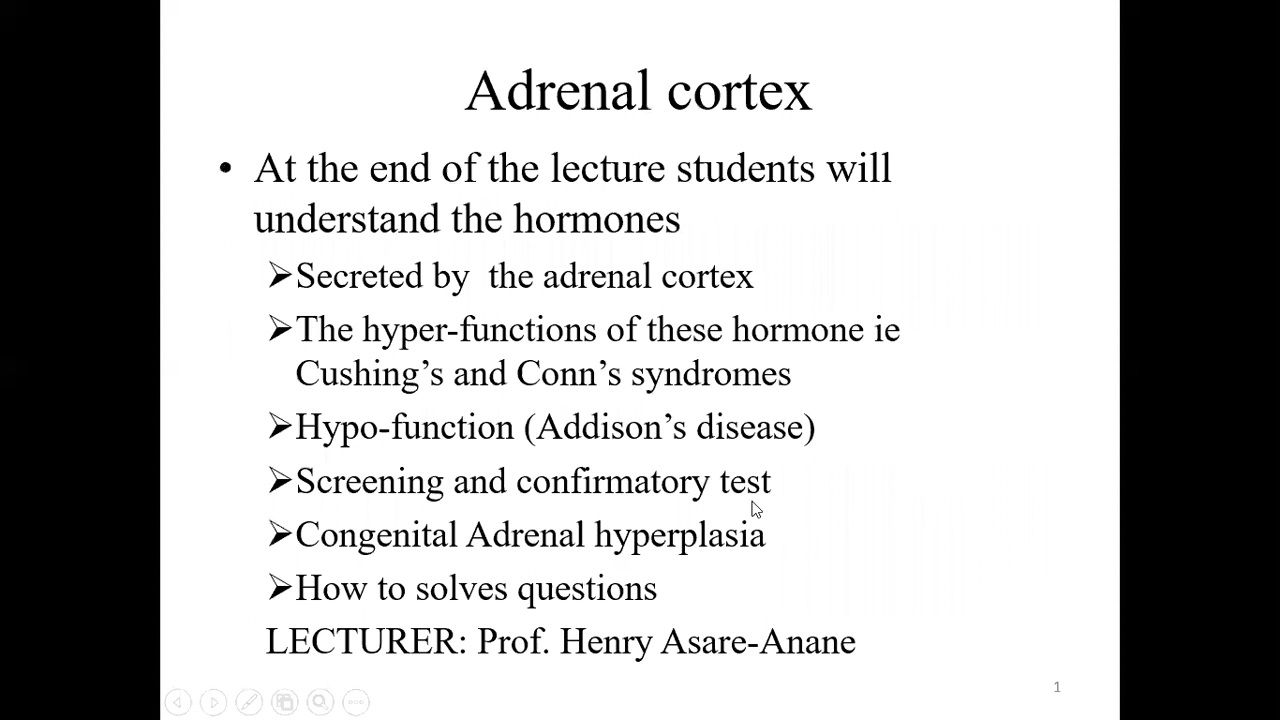 Adrenal cortex
• At the end of the lecture students will
understand the hormones
➢Secreted by  the adrenal cortex
➢The hyper-functions of these hormone ie
Cushing’s and Conn’s syndromes
➢Hypo-function (Addison’s disease)
➢Screening and confirmatory test
➢Congenital Adrenal hyperplasia
➢How to solves questions
LECTURER: Prof. Henry Asare-Anane
1